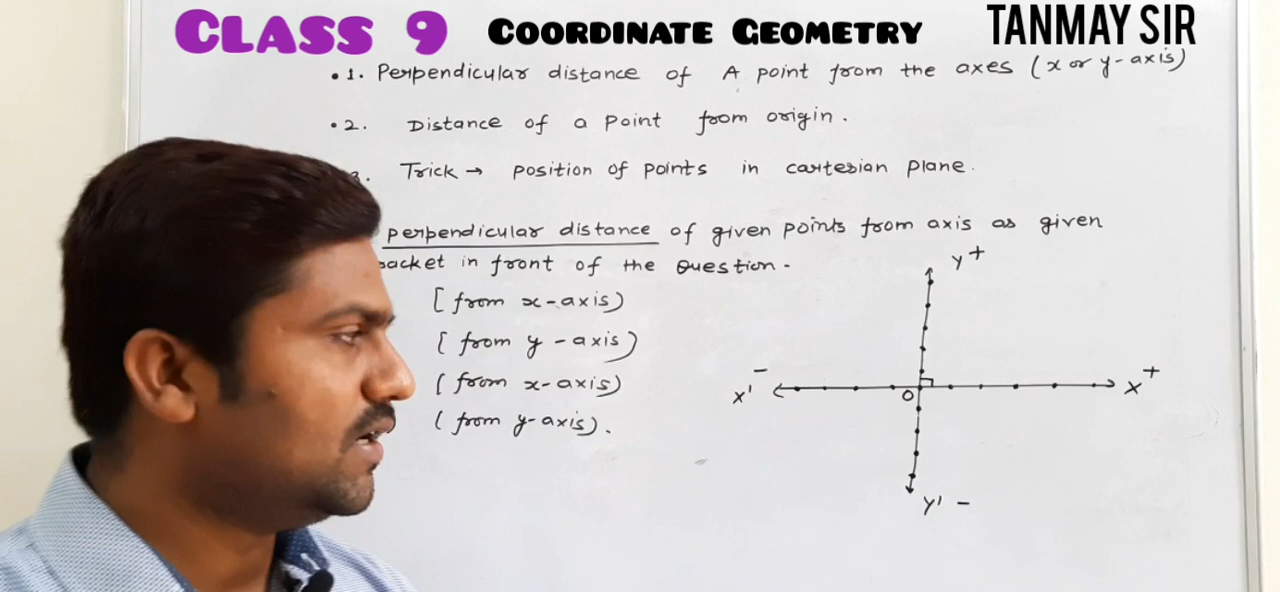 CLASS 9 COORDINATE GEOMETRY TANMAY SIR
• 1. Perpendicular distance of A point from the axes (x or y-axis)
• 2. Distance of a point from origin.
3. Trick → position of points in cartesian plane.
perpendicular distance of given points from axis as given
in front of the Question -
[from x-axis)
[from y-axis)
(from x-axis)
(from y-axis).
y+
x' -
O
x+
y' -